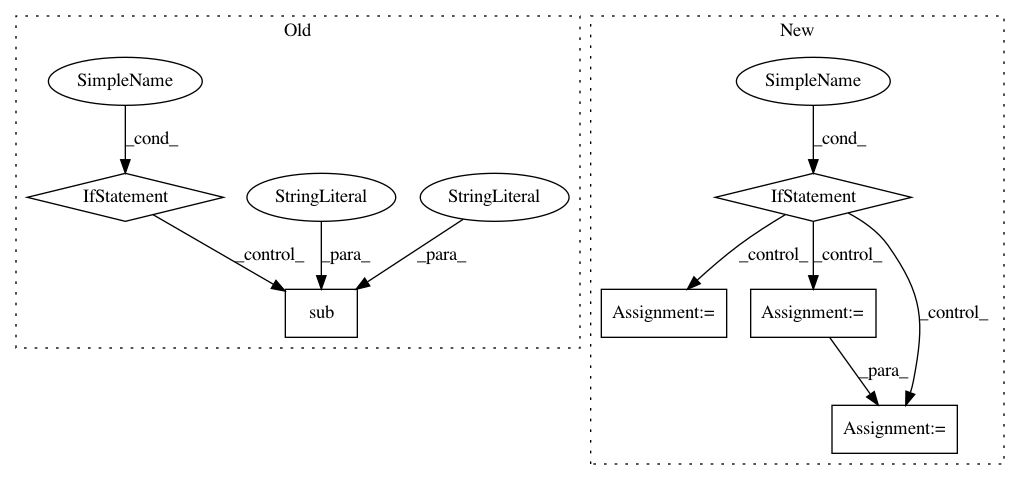 Old
New
SimpleName
SimpleName
_cond_
_cond_
IfStatement
StringLiteral
StringLiteral
IfStatement
_control_
_para_
_para_
_control_
_control_
_control_
sub
Assignment:=
Assignment:=
_para_
Assignment:=